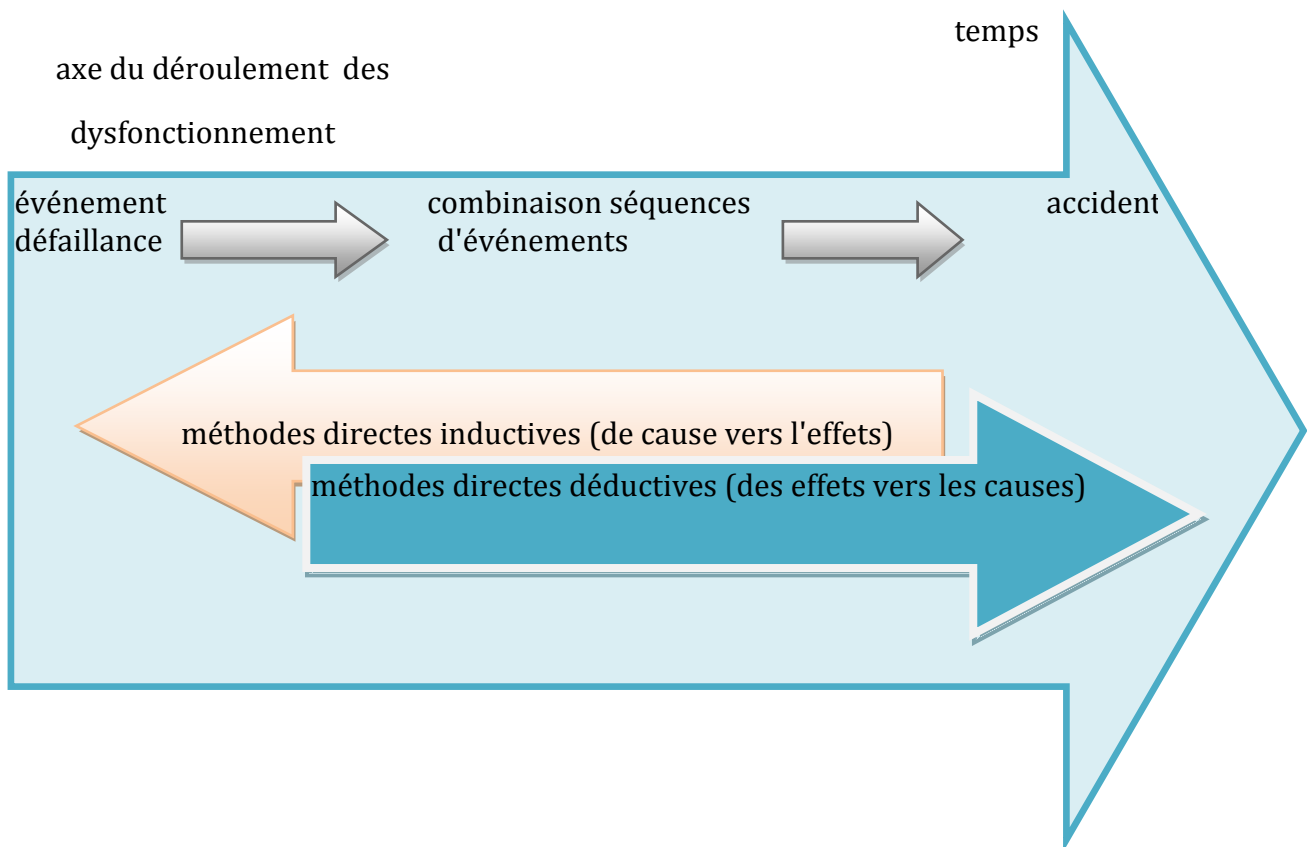 temps
axe du déroulement des
dysfonctionnement
événement
défaillance
combinaison séquences
d'événements
accident
méthodes directes inductives (de cause vers l'effets)
méthodes directes déductives (des effets vers les causes)